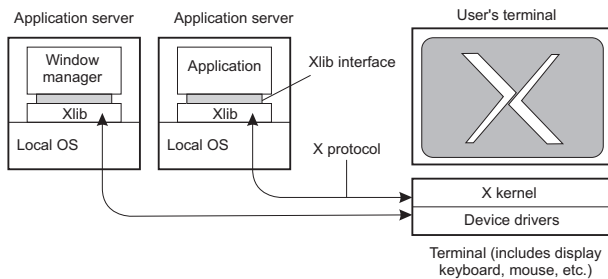 Application server
Application server
User's terminal
Window
manager
Application
Xlib interface
Xlib
Xlib
Local OS
Local OS
X protocol
X kernel
Device drivers
Terminal (includes display
keyboard, mouse, etc.)